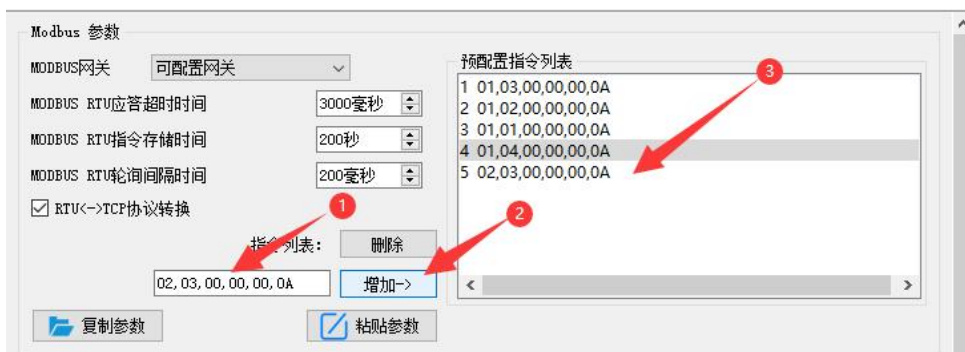 Modbus 参数
MODBUS网关 可配置网关
MODBUS RTU应答超时时间 3000毫秒
MODBUS RTU指令存储时间 200秒
MODBUS RTU轮询间隔时间 200毫秒
RTU<->TCP协议转换
1
指令列表: 删除
2
02,03,00,00,00,0A 增加->
复制参数 粘贴参数
预配置指令列表
3
1 01,03,00,00,00,0A
2 01,02,00,00,00,0A
3 01,01,00,00,00,0A
4 01,04,00,00,00,0A
5 02,03,00,00,00,0A